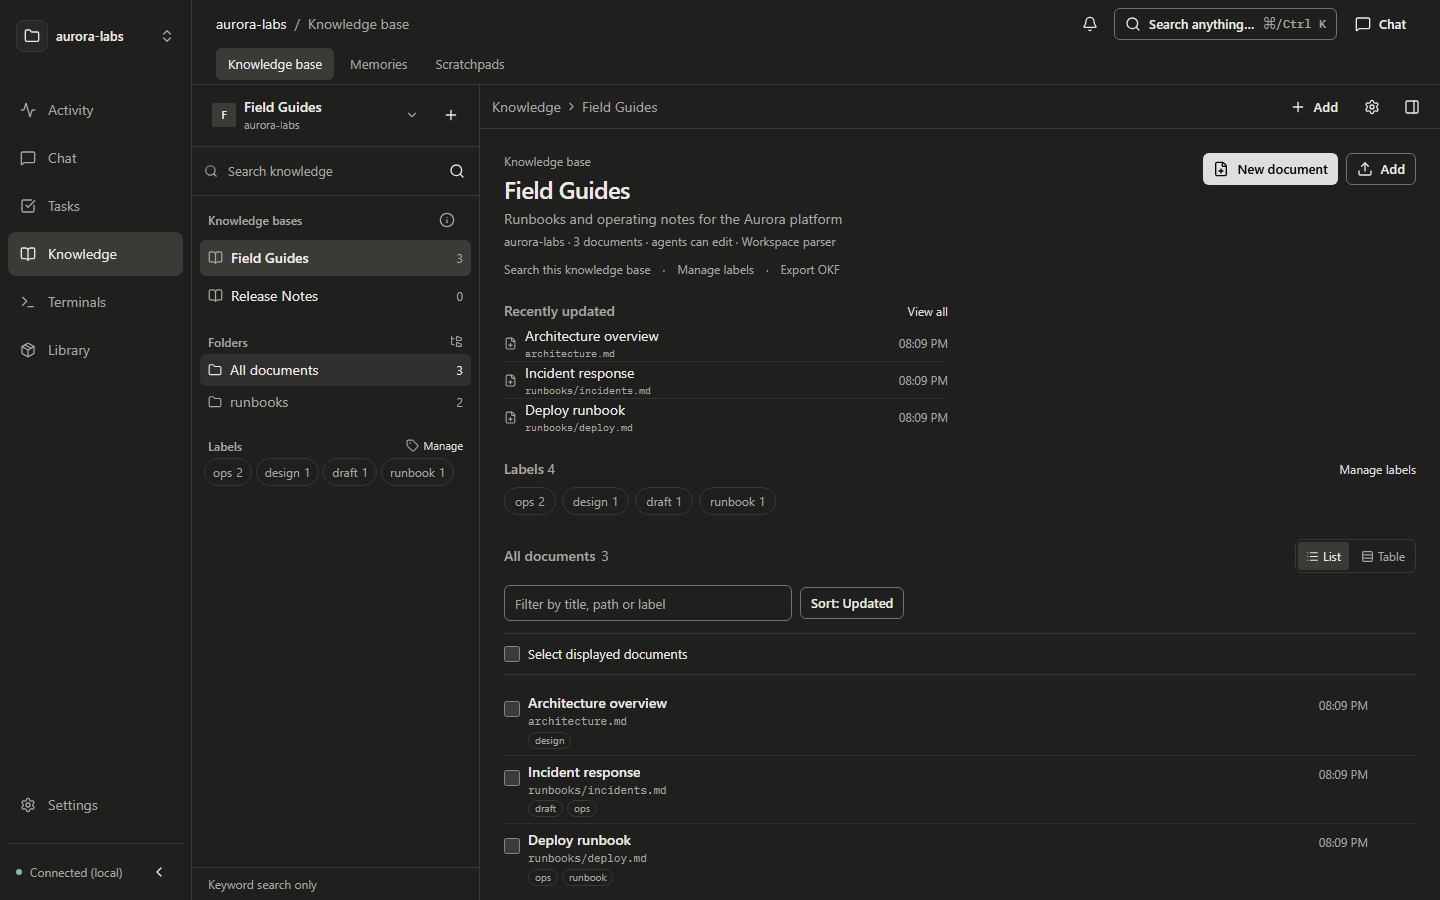 aurora-labs
Activity
Chat
Tasks
Knowledge
Terminals
Library
Settings
Connected (local)
aurora-labs / Knowledge base
Search anything... ⌘/Ctrl K
Chat
Knowledge base
Memories
Scratchpads
F
Field Guides
aurora-labs
Search knowledge
Knowledge bases
Field Guides 3
Release Notes 0
Folders
All documents 3
runbooks 2
Labels
Manage
ops 2
design 1
draft 1
runbook 1
Keyword search only
Knowledge > Field Guides
Add
Knowledge base
Field Guides
Runbooks and operating notes for the Aurora platform
aurora-labs · 3 documents · agents can edit · Workspace parser
Search this knowledge base · Manage labels · Export OKF
New document
Add
Recently updated
View all
Architecture overview
architecture.md
08:09 PM
Incident response
runbooks/incidents.md
08:09 PM
Deploy runbook
runbooks/deploy.md
08:09 PM
Labels 4
Manage labels
ops 2
design 1
draft 1
runbook 1
All documents 3
List
Table
Filter by title, path or label
Sort: Updated
Select displayed documents
Architecture overview
08:09 PM
architecture.md
design
Incident response
08:09 PM
runbooks/incidents.md
draft
ops
Deploy runbook
08:09 PM
runbooks/deploy.md
ops
runbook